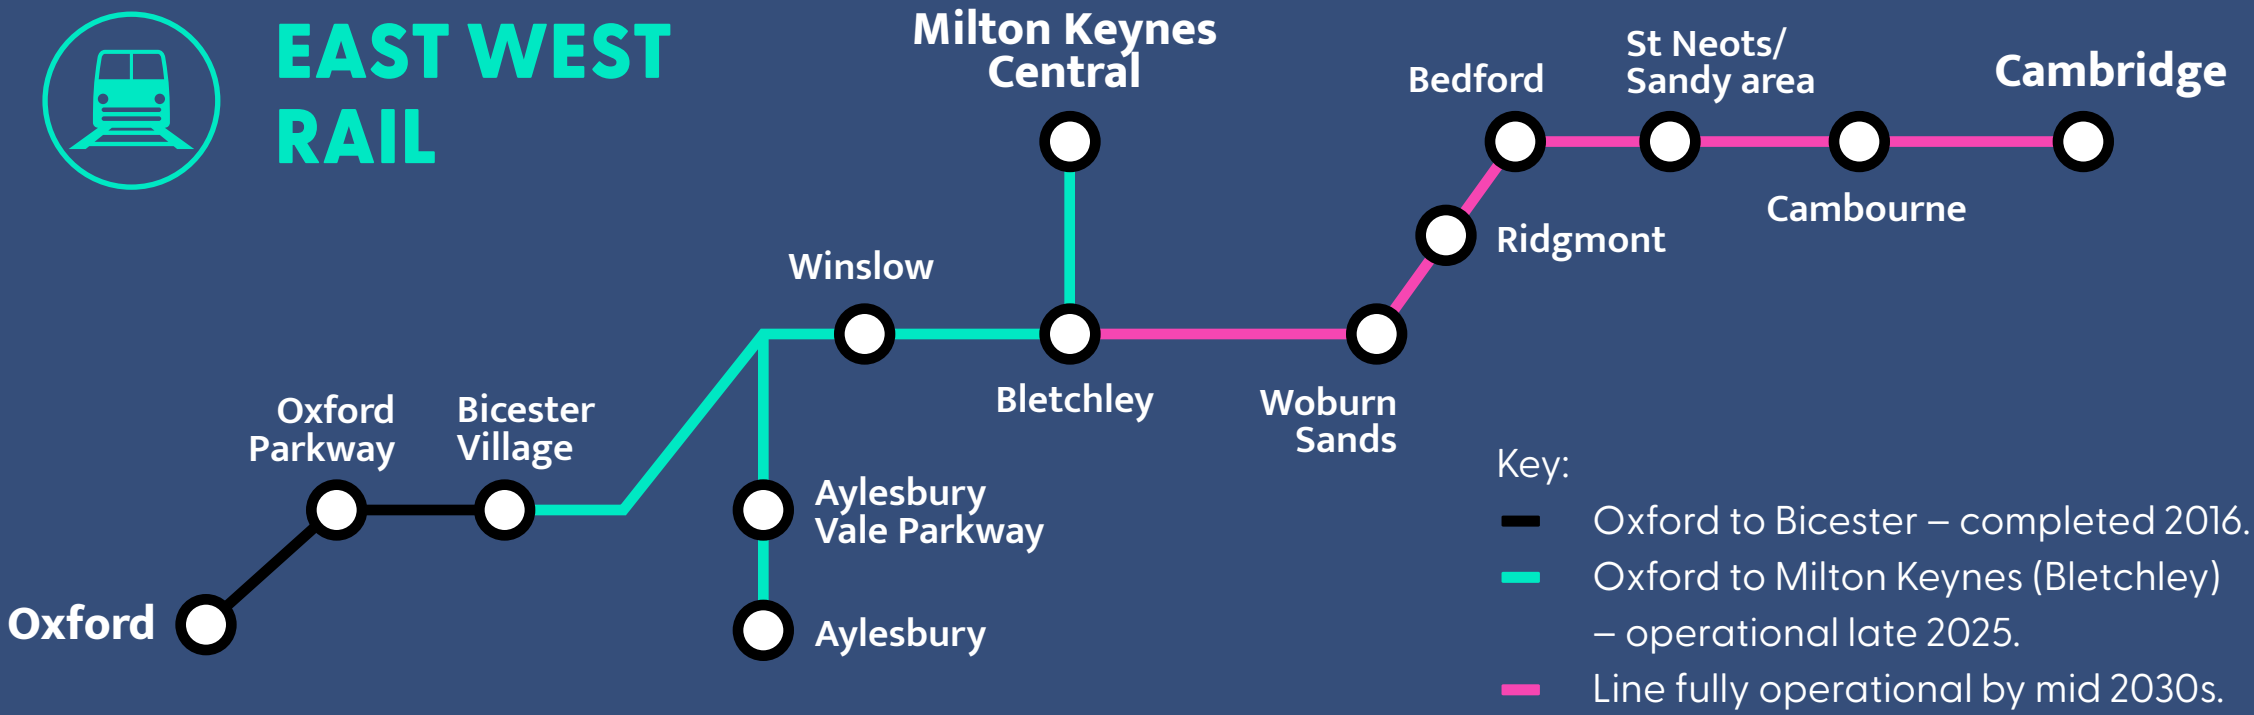 EAST WEST
RAIL
Milton Keynes
Central
Bedford
St Neots/
Sandy area
Cambridge
Cambourne
Ridgmont
Winslow
Bletchley
Woburn
Sands
Oxford
Parkway
Bicester
Village
Aylesbury
Vale Parkway
Oxford
Aylesbury
Key:
Oxford to Bicester – completed 2016.
Oxford to Milton Keynes (Bletchley)
– operational late 2025.
Line fully operational by mid 2030s.